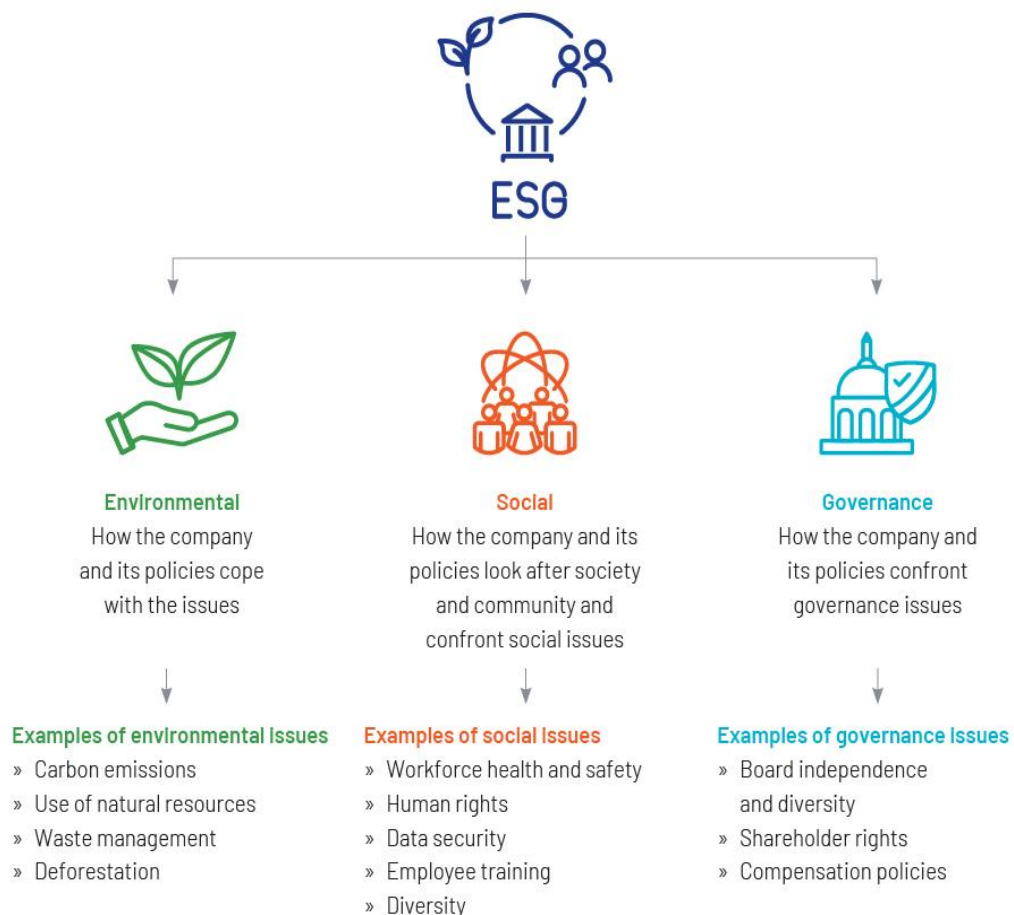 ESG
Environmental
How the company
and its policies cope
with the issues
Social
How the company and its
policies look after society
and community and
confront social issues
Governance
How the company and
its policies confront
governance issues
Examples of environmental issues
» Carbon emissions
» Use of natural resources
» Waste management
» Deforestation
Examples of social issues
» Workforce health and safety
» Human rights
» Data security
» Employee training
» Diversity
Examples of governance issues
» Board independence
and diversity
» Shareholder rights
» Compensation policies